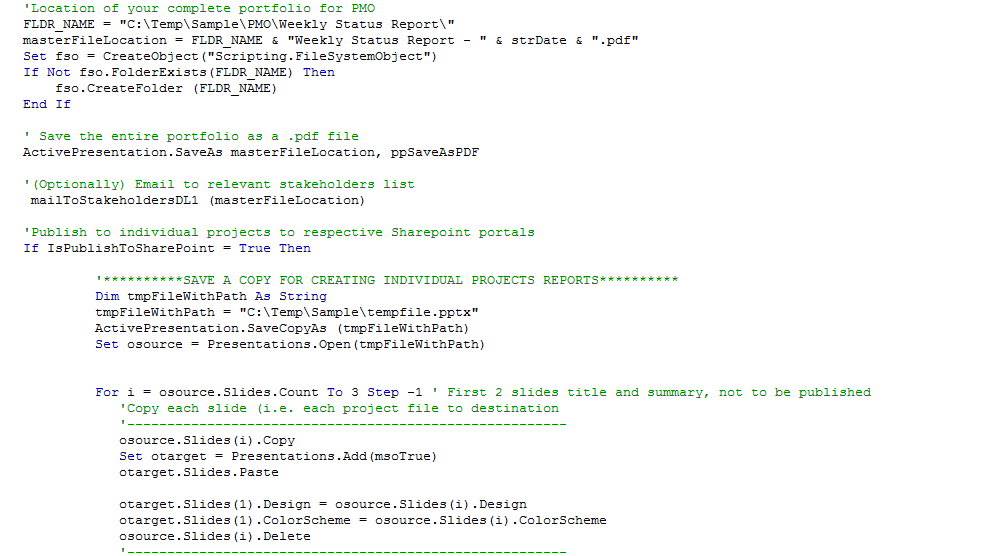 'Location of your complete portfolio for PMO
FLDR_NAME = "C:\Temp\Sample\PMO\Weekly Status Report\"
masterFileLocation = FLDR_NAME & "Weekly Status Report - " & strDate & ".pdf"
Set fso = CreateObject("Scripting.FileSystemObject")
If Not fso.FolderExists(FLDR_NAME) Then
    fso.CreateFolder (FLDR_NAME)
End If

' Save the entire portfolio as a .pdf file
ActivePresentation.SaveAs masterFileLocation, ppSaveAsPDF

'(Optionally) Email to relevant stakeholders list
 mailToStakeholdersDL1 (masterFileLocation)

'Publish to individual projects to respective Sharepoint portals
If IsPublishToSharePoint = True Then

         '**********SAVE A COPY FOR CREATING INDIVIDUAL PROJECTS REPORTS**********
         Dim tmpFileWithPath As String
         tmpFileWithPath = "C:\Temp\Sample\tempfile.pptx"
         ActivePresentation.SaveCopyAs (tmpFileWithPath)
         Set osource = Presentations.Open(tmpFileWithPath)


         For i = osource.Slides.Count To 3 Step -1 ' First 2 slides title and summary, not to be published
            'Copy each slide (i.e. each project file to destination
            '-------------------------------------------------------
            osource.Slides(i).Copy
            Set otarget = Presentations.Add(msoTrue)
            otarget.Slides.Paste

            otarget.Slides(1).Design = osource.Slides(i).Design
            otarget.Slides(1).ColorScheme = osource.Slides(i).ColorScheme
            osource.Slides(i).Delete
            '-------------------------------------------------------